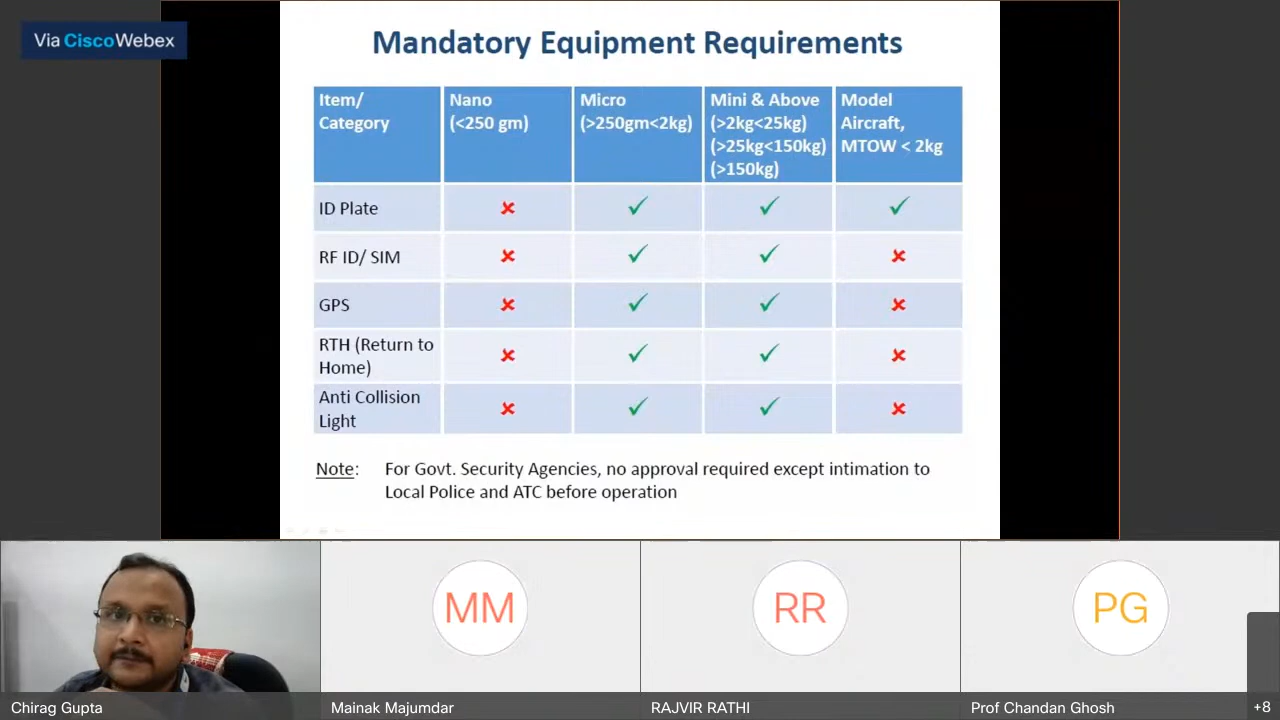 Via Cisco Webex
Mandatory Equipment Requirements
Item/
Category
Nano
(<250 gm)
Micro
(>250gm<2kg)
Mini & Above
(>2kg<25kg)
(>25kg<150kg)
(>150kg)
Model
Aircraft,
MTOW < 2kg
ID Plate
RF ID/ SIM
GPS
RTH (Return to
Home)
Anti Collision
Light
Note: For Govt. Security Agencies, no approval required except intimation to
Local Police and ATC before operation
MM
RR
PG
Chirag Gupta
Mainak Majumdar
RAJVIR RATHI
Prof Chandan Ghosh
+8